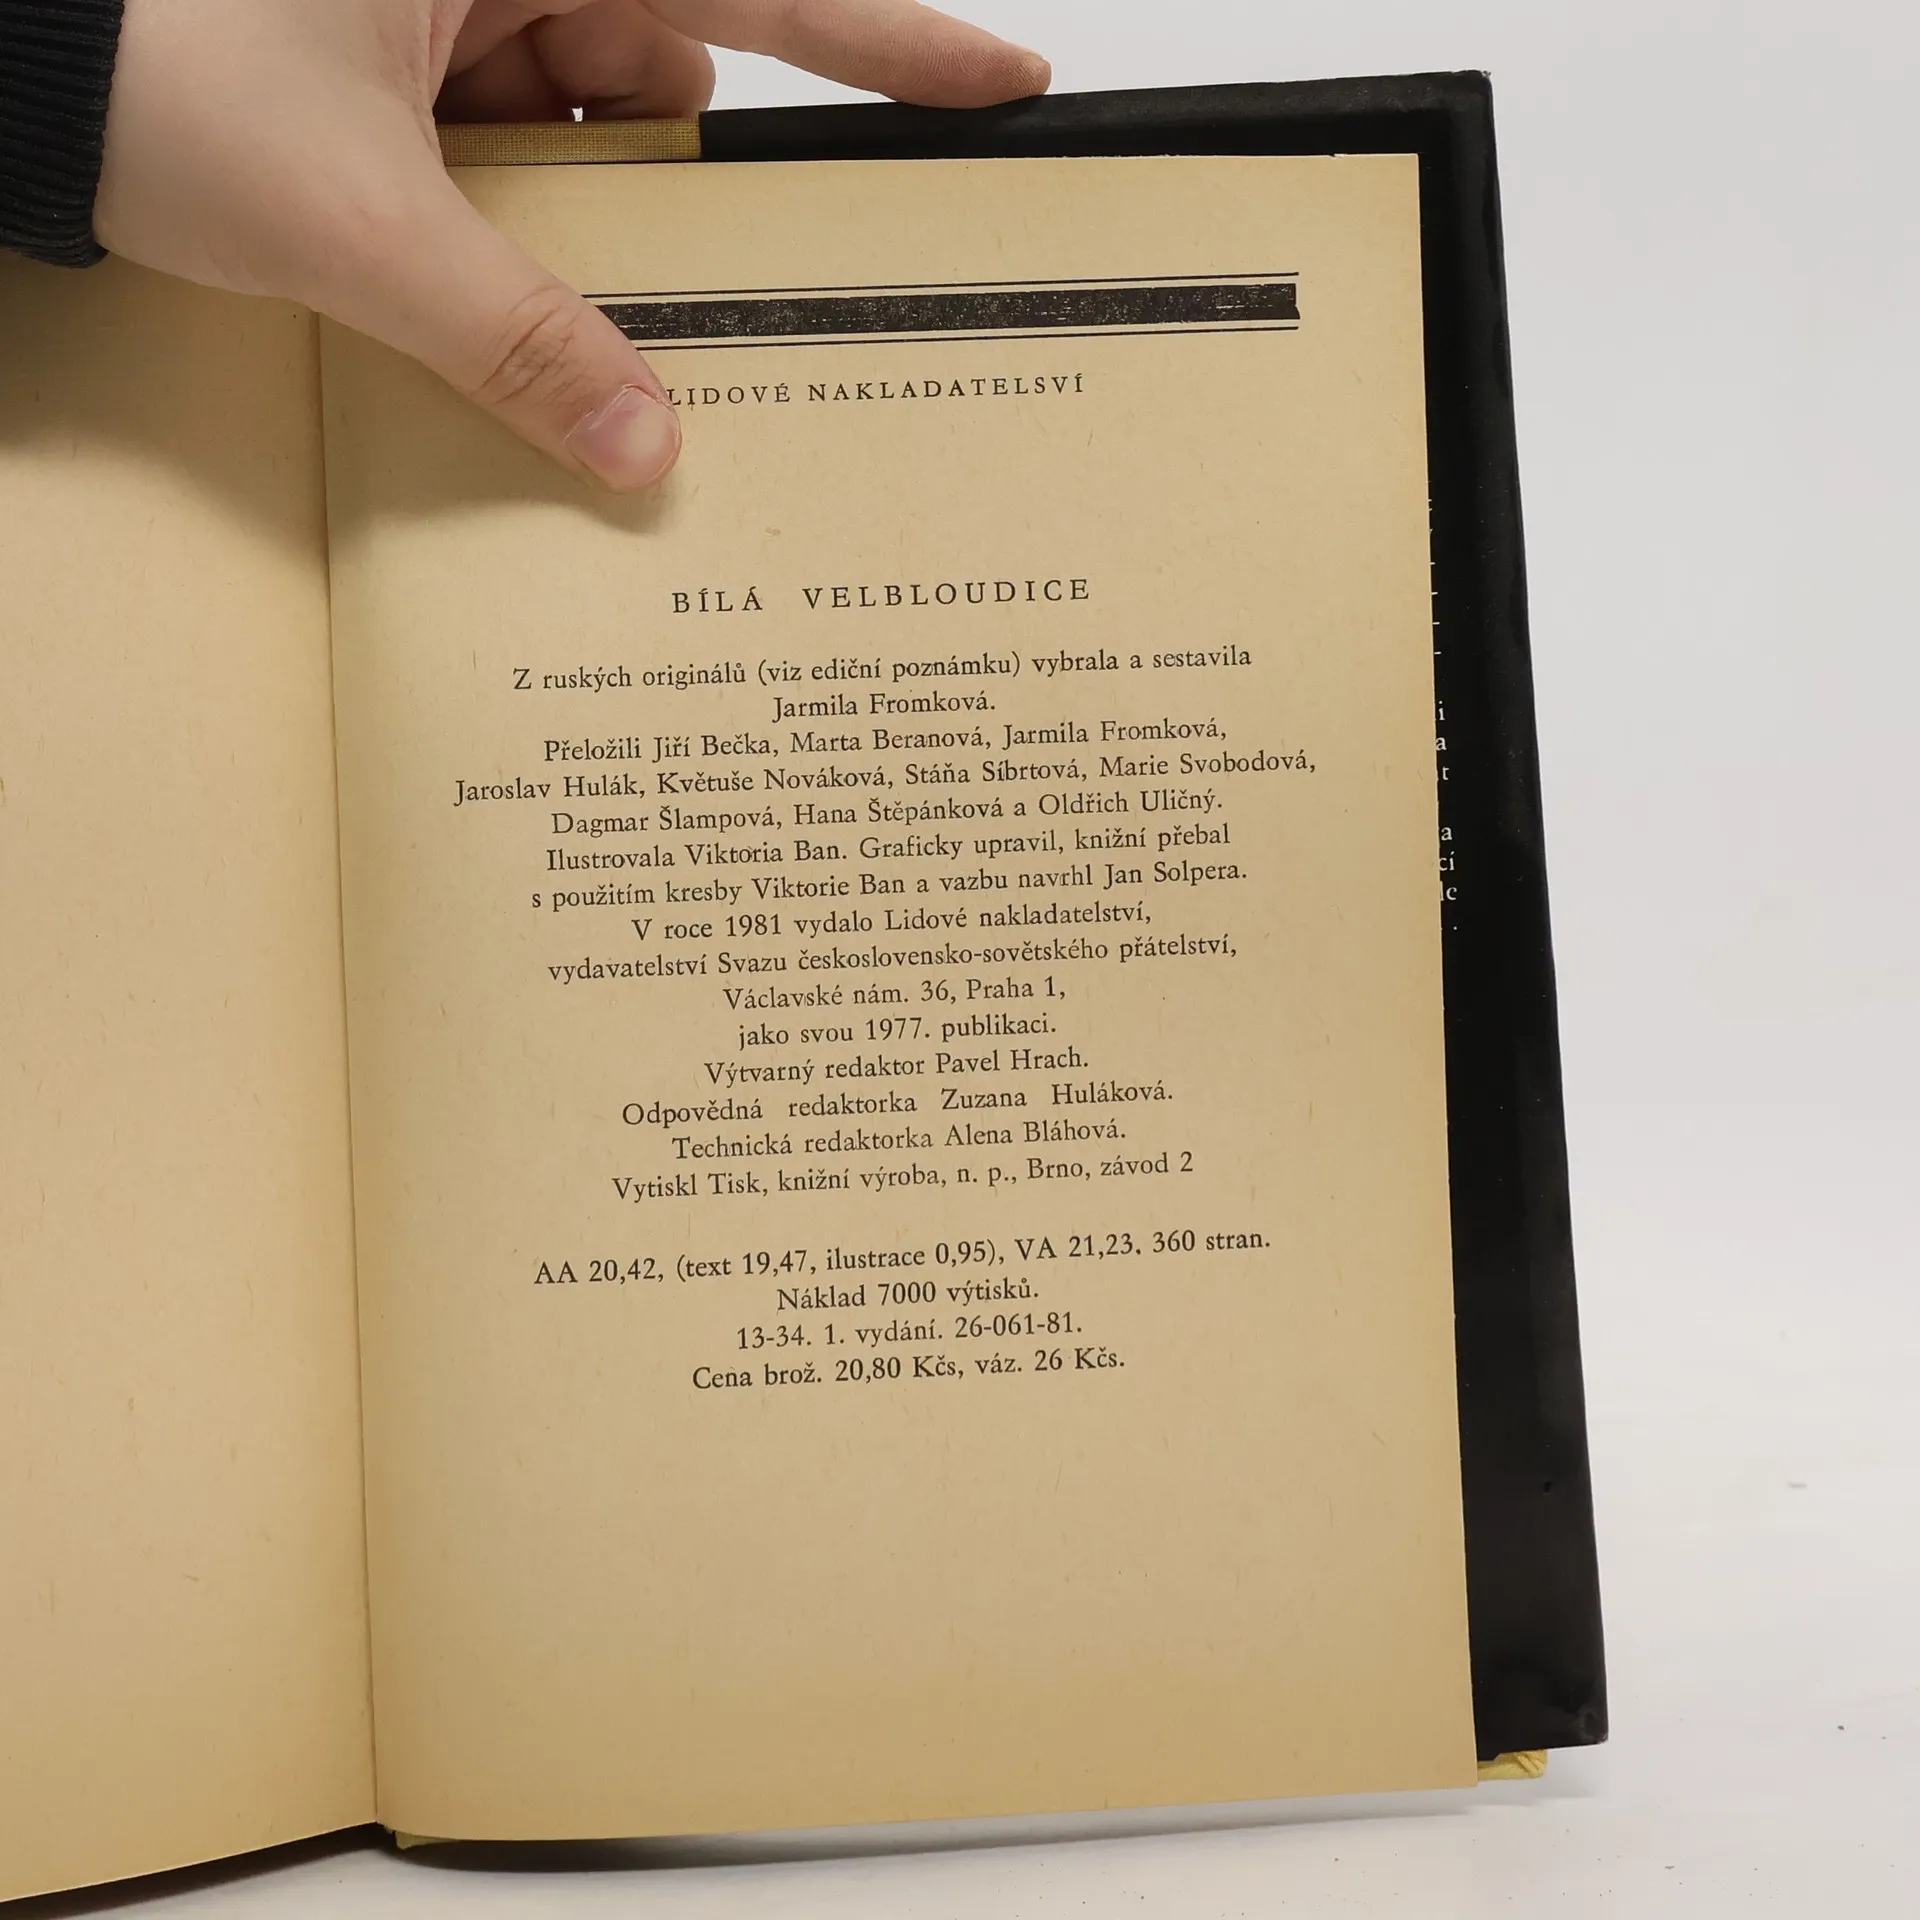 LIDOVÉ NAKLADATELSVÍ
BÍLÁ VELBLOUDICE
Z ruských originálů (viz ediční poznámku) vybrala a sestavila
Jarmila Fromková.
Přeložili Jiří Bečka, Marta Beranová, Jarmila Fromková,
Jaroslav Hulák, Květuše Nováková, Stáňa Síbrtová, Marie Svobodová,
Dagmar Šlampová, Hana Štěpánková a Oldřich Uličný.
Ilustrovala Viktoria Ban. Graficky upravil, knižní přebal
s použitím kresby Viktorie Ban a vazbu navrhl Jan Solpera.
V roce 1981 vydalo Lidové nakladatelství,
vydavatelství Svazu československo-sovětského přátelství,
Václavské nám. 36, Praha 1,
jako svou 1977. publikaci.
Výtvarný redaktor Pavel Hrach.
Odpovědná redaktorka Zuzana Huláková.
Technická redaktorka Alena Bláhová.
Vytiskl Tisk, knižní výroba, n. p., Brno, závod 2
AA 20,42, (text 19,47, ilustrace 0,95), VA 21,23. 360 stran.
Náklad 7000 výtisků.
13-34. 1. vydání. 26-061-81.
Cena brož. 20,80 Kčs, váz. 26 Kčs.